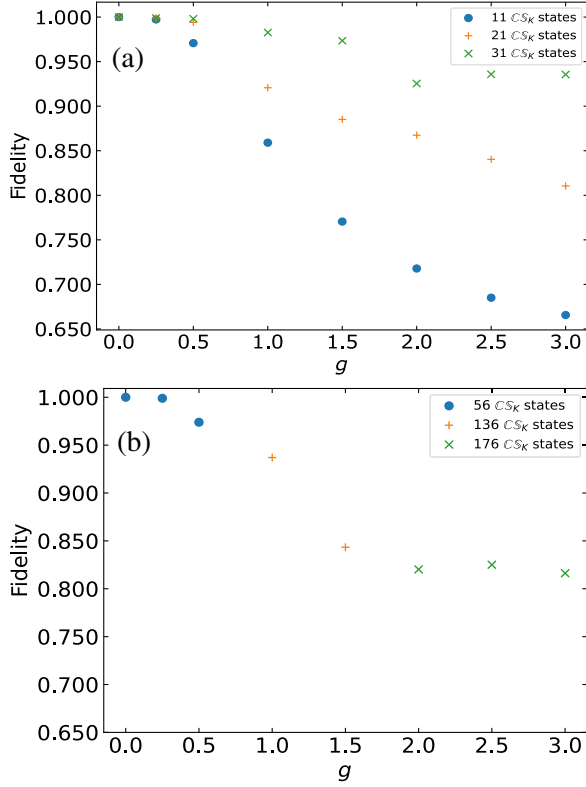 (a)
11 ℂ𝕊_K states
21 ℂ𝕊_K states
31 ℂ𝕊_K states
Fidelity
1.000
0.950
0.900
0.850
0.800
0.750
0.700
0.650
0.0 0.5 1.0 1.5 2.0 2.5 3.0
g
(b)
56 ℂ𝕊_K states
136 ℂ𝕊_K states
176 ℂ𝕊_K states
Fidelity
1.000
0.950
0.900
0.850
0.800
0.750
0.700
0.650
0.0 0.5 1.0 1.5 2.0 2.5 3.0
g